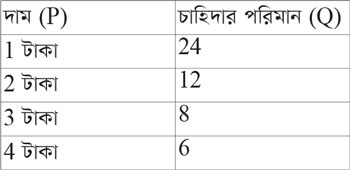 দাম (P) চাহিদার পরিমান (Q)
1 টাকা 24
2 টাকা 12
3 টাকা 8
4 টাকা 6